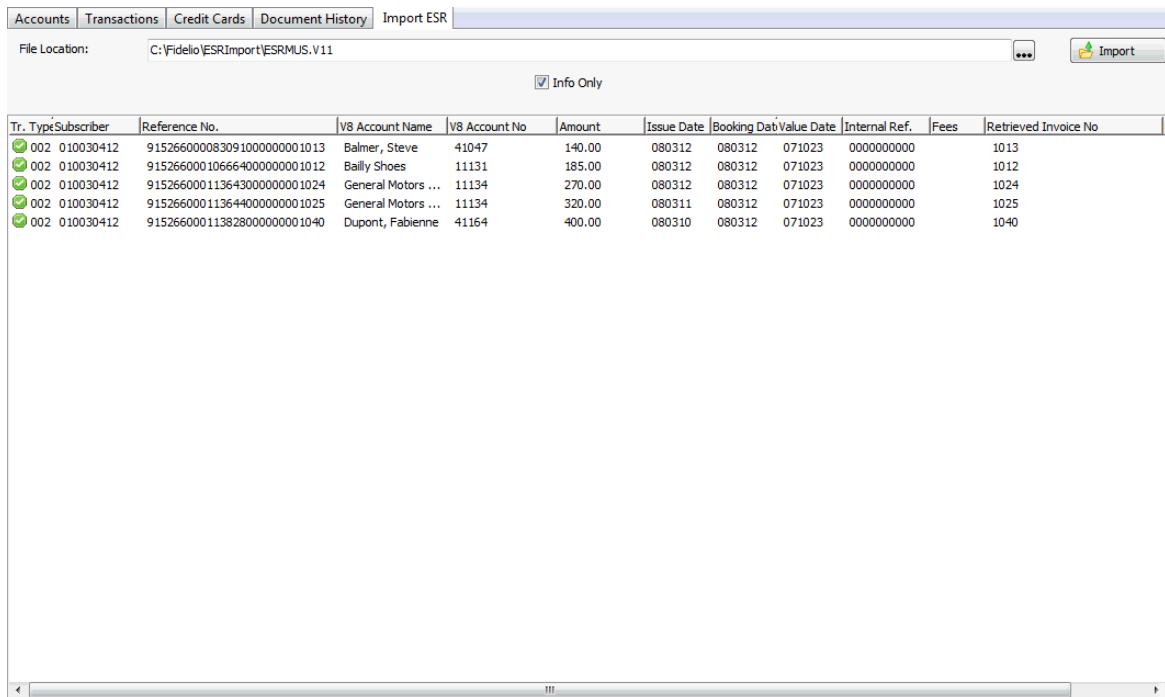 Accounts Transactions Credit Cards Document History Import ESR
File Location: C:\Fidelio\ESRImport\ESRMUS.V11 ... Import
Info Only
Tr. Type Subscriber Reference No. V8 Account Name V8 Account No Amount Issue Date Booking Dat Value Date Internal Ref. Fees Retrieved Invoice No
002 010030412 915266000083091000000001013 Balmer, Steve 41047 140.00 080312 080312 071023 0000000000 1013
002 010030412 915266000106664000000001012 Bailly Shoes 11131 185.00 080312 080312 071023 0000000000 1012
002 010030412 915266000113643000000001024 General Motors ... 11134 270.00 080312 080312 071023 0000000000 1024
002 010030412 915266000113644000000001025 General Motors ... 11134 320.00 080311 080312 071023 0000000000 1025
002 010030412 915266000113828000000001040 Dupont, Fabienne 41164 400.00 080310 080312 071023 0000000000 1040